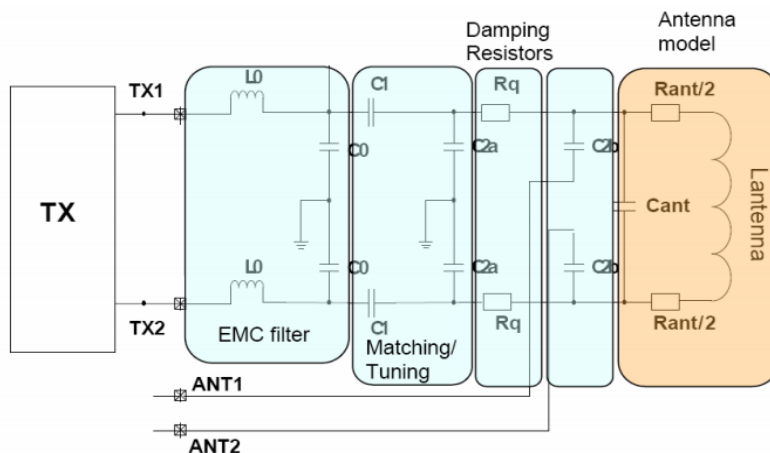 Damping
Resistors
Antenna
model
L0
C1
Rq
Rant/2
TX1
C0
C2a
C2b
TX
Cant
Lantenna
C0
C2a
C2b
L0
TX2
C1
Rq
Rant/2
EMC filter
Matching/
Tuning
ANT1
ANT2